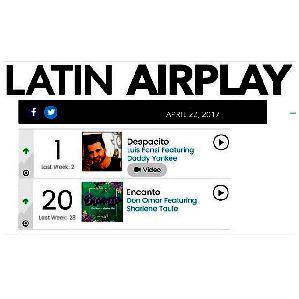 LATIN AIRPLAY
APRIL 22, 2017
1
Last Week: 2
Despacito
Luis Fonsi Featuring
Daddy Yankee
Video
20
Last Week: 28
Encanto
Don Omar Featuring
Sharlene Taule